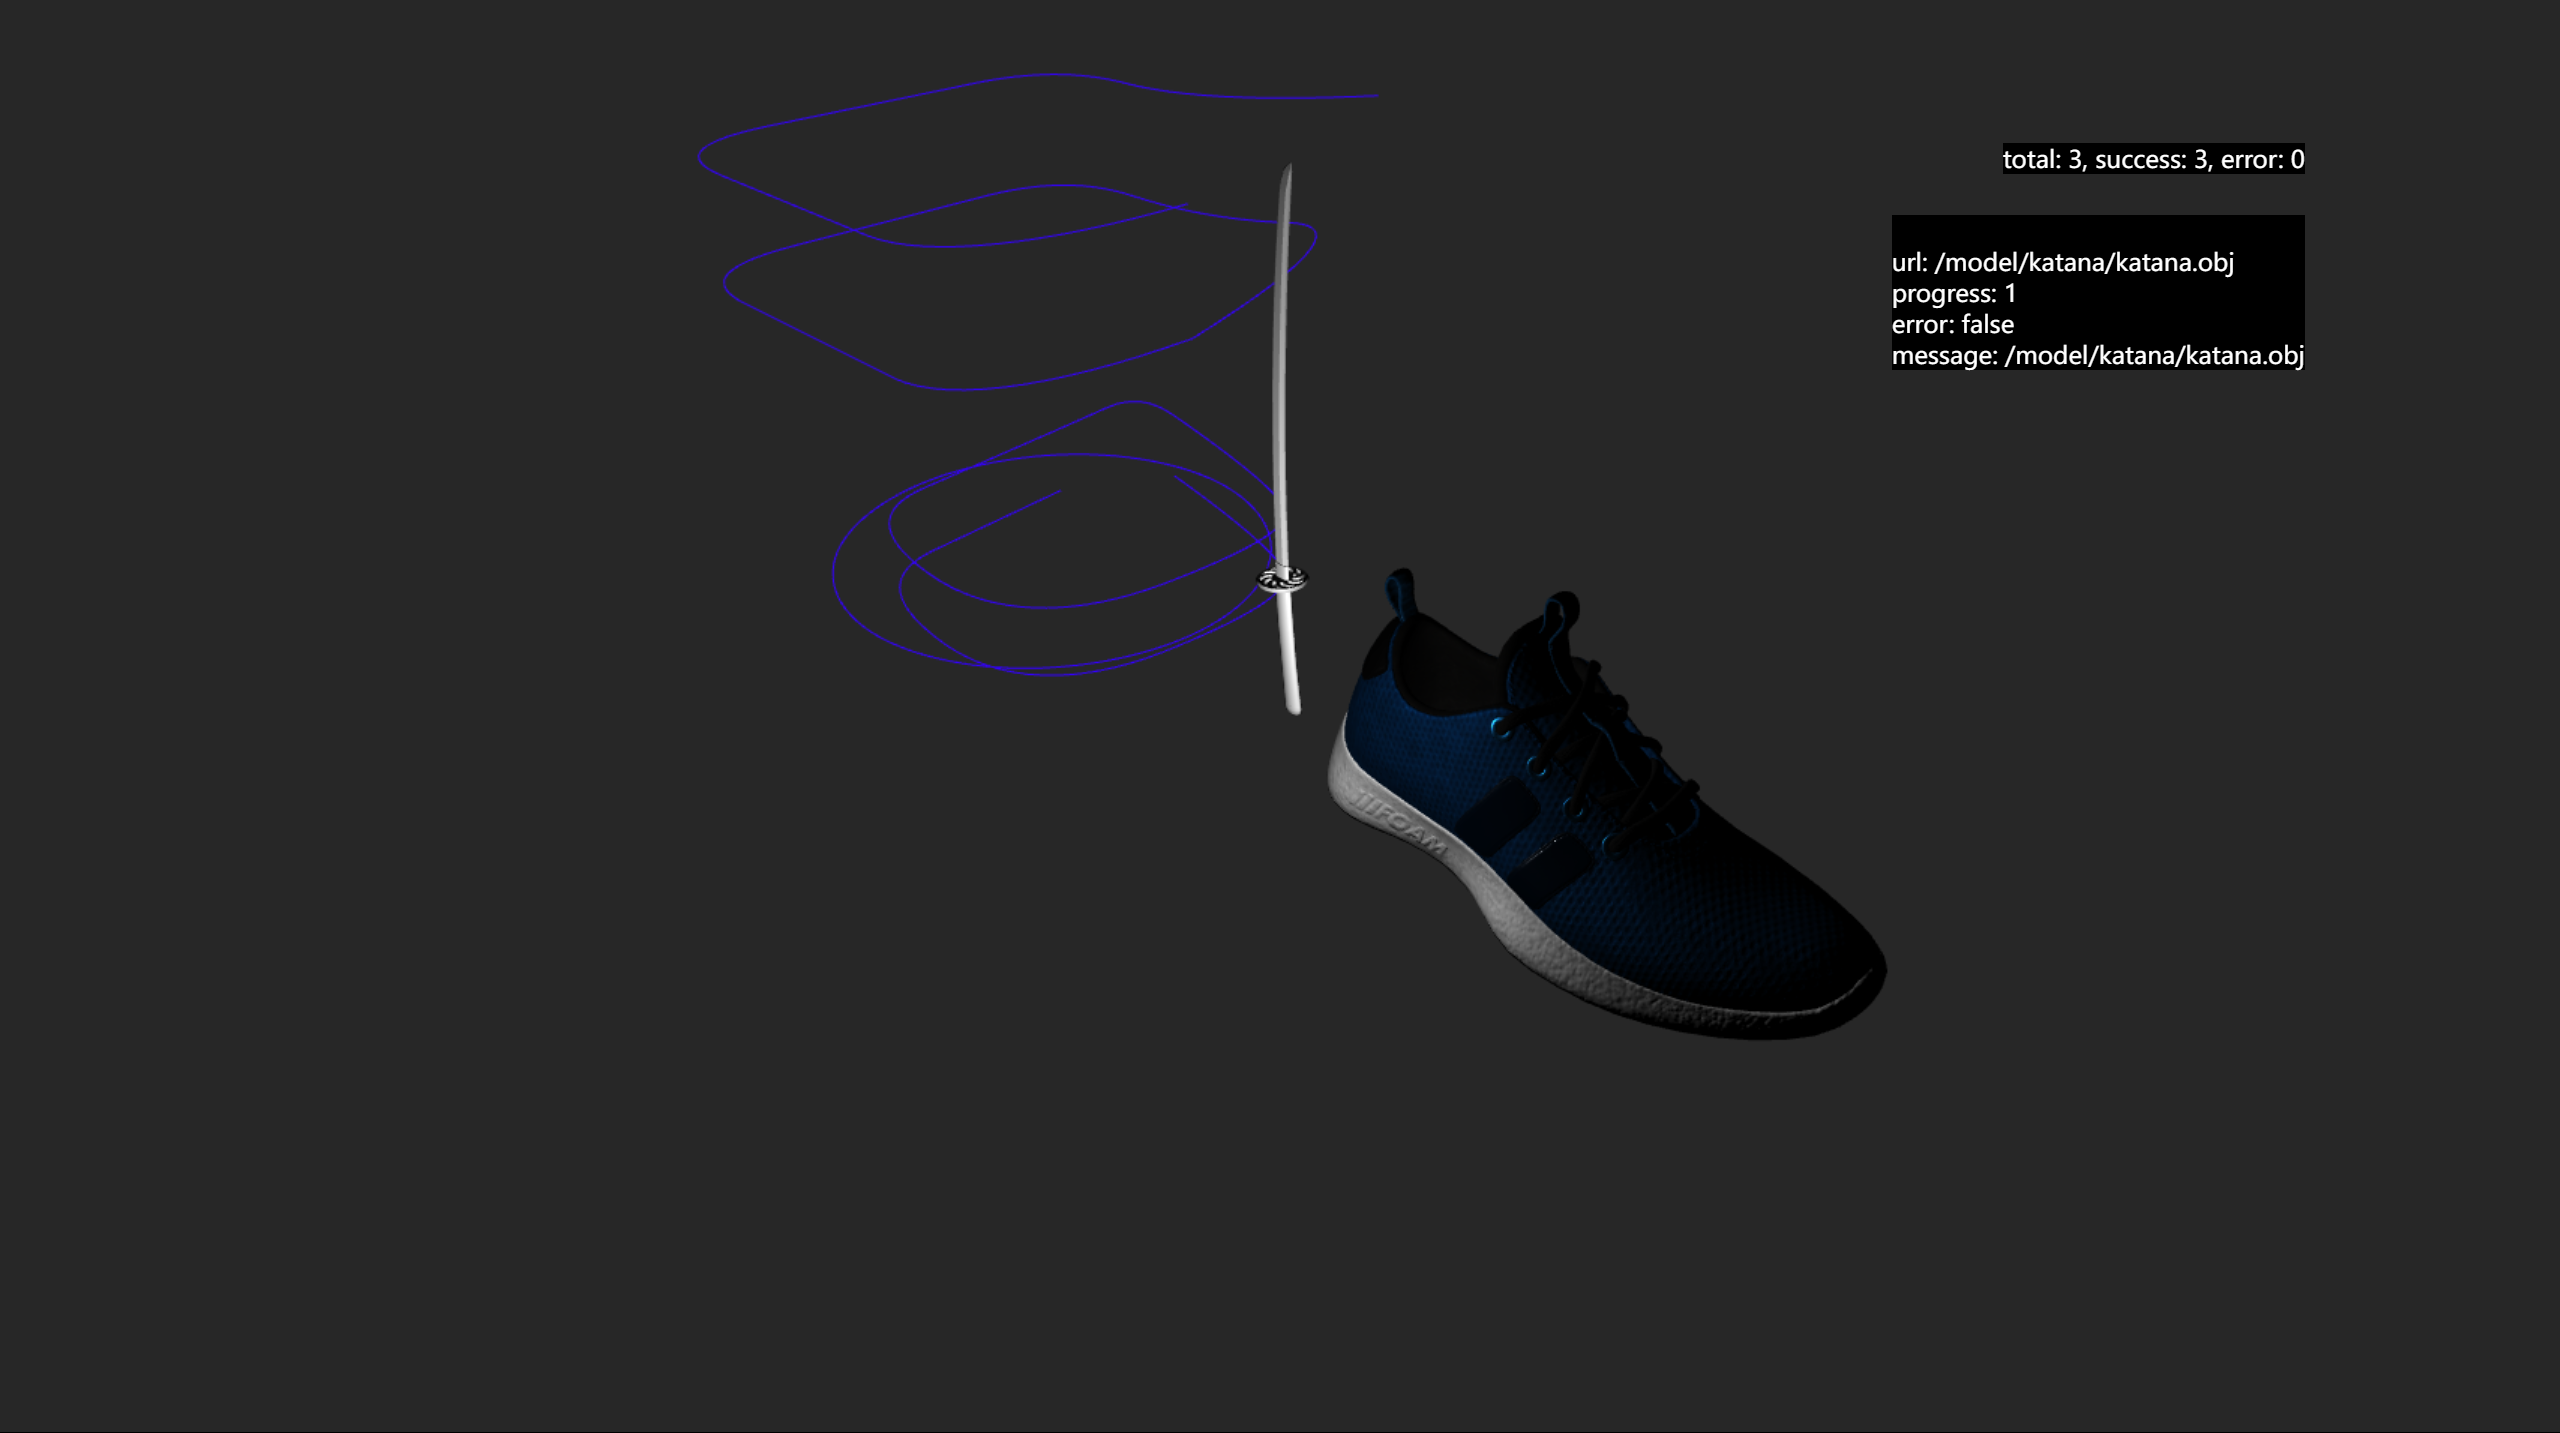 total: 3, success: 3, error: 0
url: /model/katana/katana.obj
progress: 1
error: false
message: /model/katana/katana.obj
FOAM